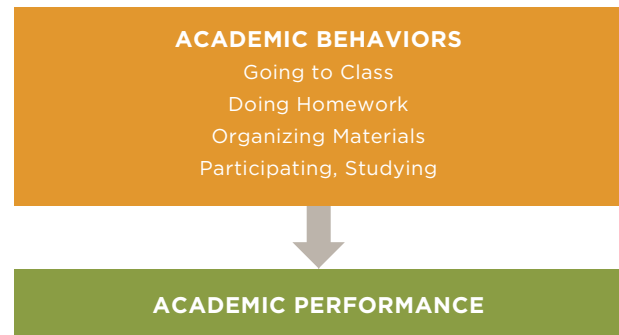 ACADEMIC BEHAVIORS
Going to Class
Doing Homework
Organizing Materials
Participating, Studying
ACADEMIC PERFORMANCE